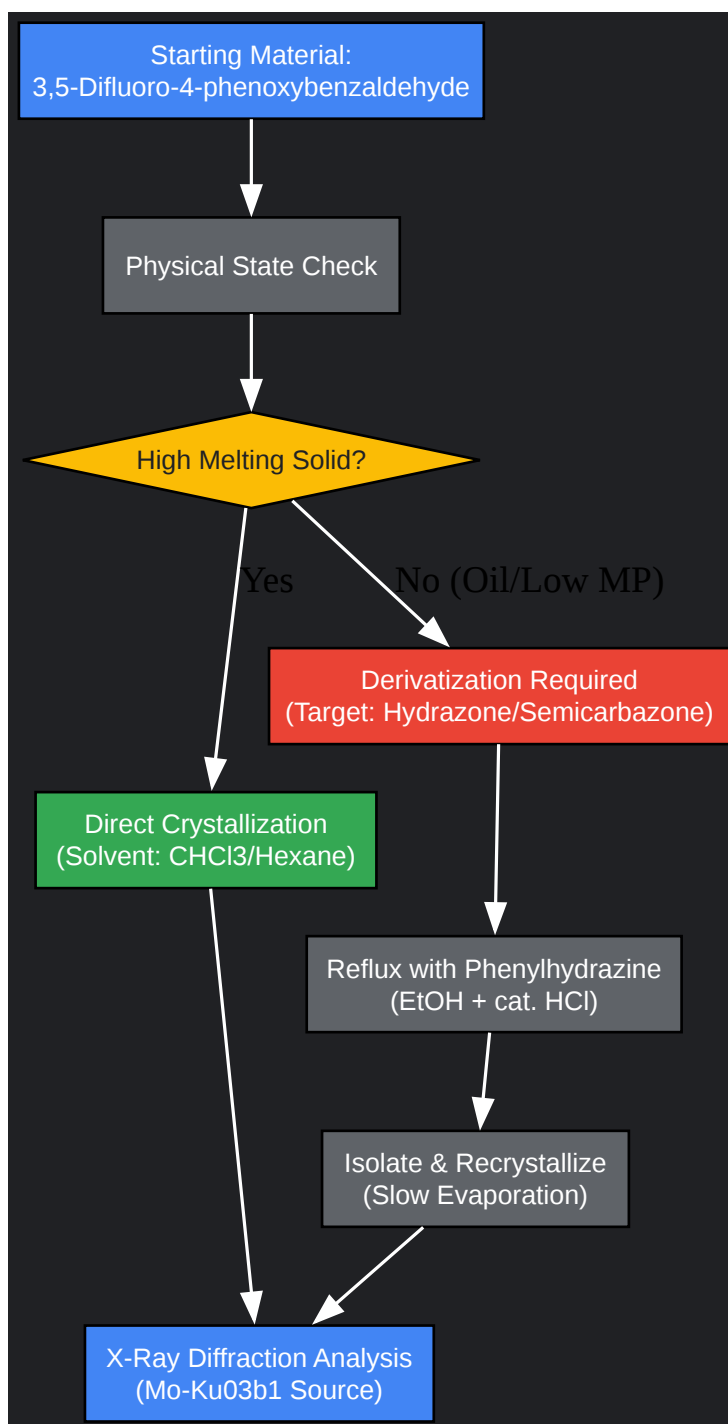 Starting Material:
3,5-Difluoro-4-phenoxybenzaldehyde
Physical State Check
High Melting Solid?
Yes
No (Oil/Low MP)
Derivatization Required
(Target: Hydrazone/Semicarbazone)
Direct Crystallization
(Solvent: CHCl3/Hexane)
Reflux with Phenylhydrazine
(EtOH + cat. HCl)
Isolate & Recrystallize
(Slow Evaporation)
X-Ray Diffraction Analysis
(Mo-Ku03b1 Source)